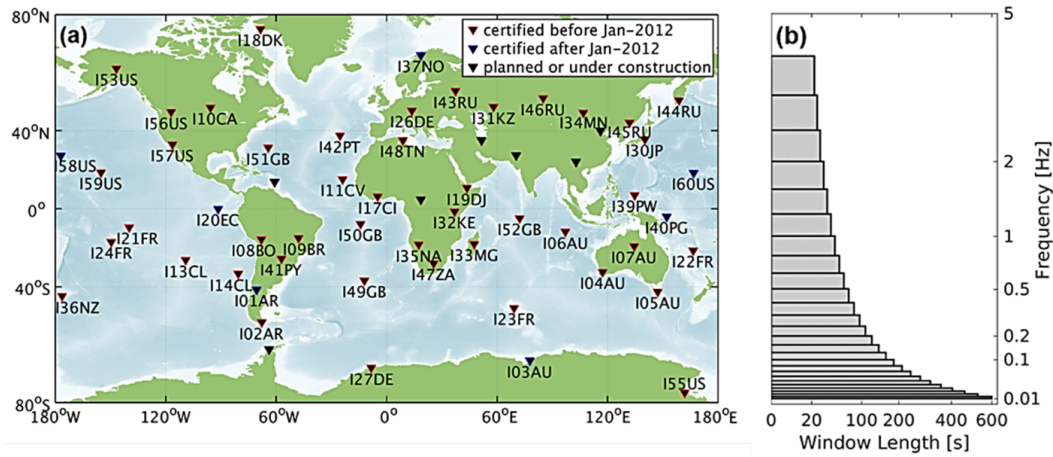 (a)
certified before Jan-2012
certified after Jan-2012
planned or under construction
80°N
40°N
0°
40°S
80°S
180°W
120°W
60°W
0°
60°E
120°E
180°E
I18DK
I37NO
I53US
I43RU
I46RU
I44RU
I56US
I10CA
I26DE
I31KZ
I34MN
I45RU
I57US
I51GB
I42PT
I48TN
I30JP
I58US
I59US
I11CV
I19DJ
I39PW
I60US
I20EC
I17CI
I32KE
I40PG
I21FR
I24FR
I08BO
I09BR
I50GB
I52GB
I06AU
I13CL
I41PY
I35NA
I33MG
I07AU
I22FR
I14CL
I47ZA
I04AU
I36NZ
I01AR
I49GB
I05AU
I02AR
I23FR
I27DE
I03AU
I55US
(b)
5
2
1
0.5
0.2
0.1
0.01
Frequency [Hz]
0 20 100 200 400 600
Window Length [s]